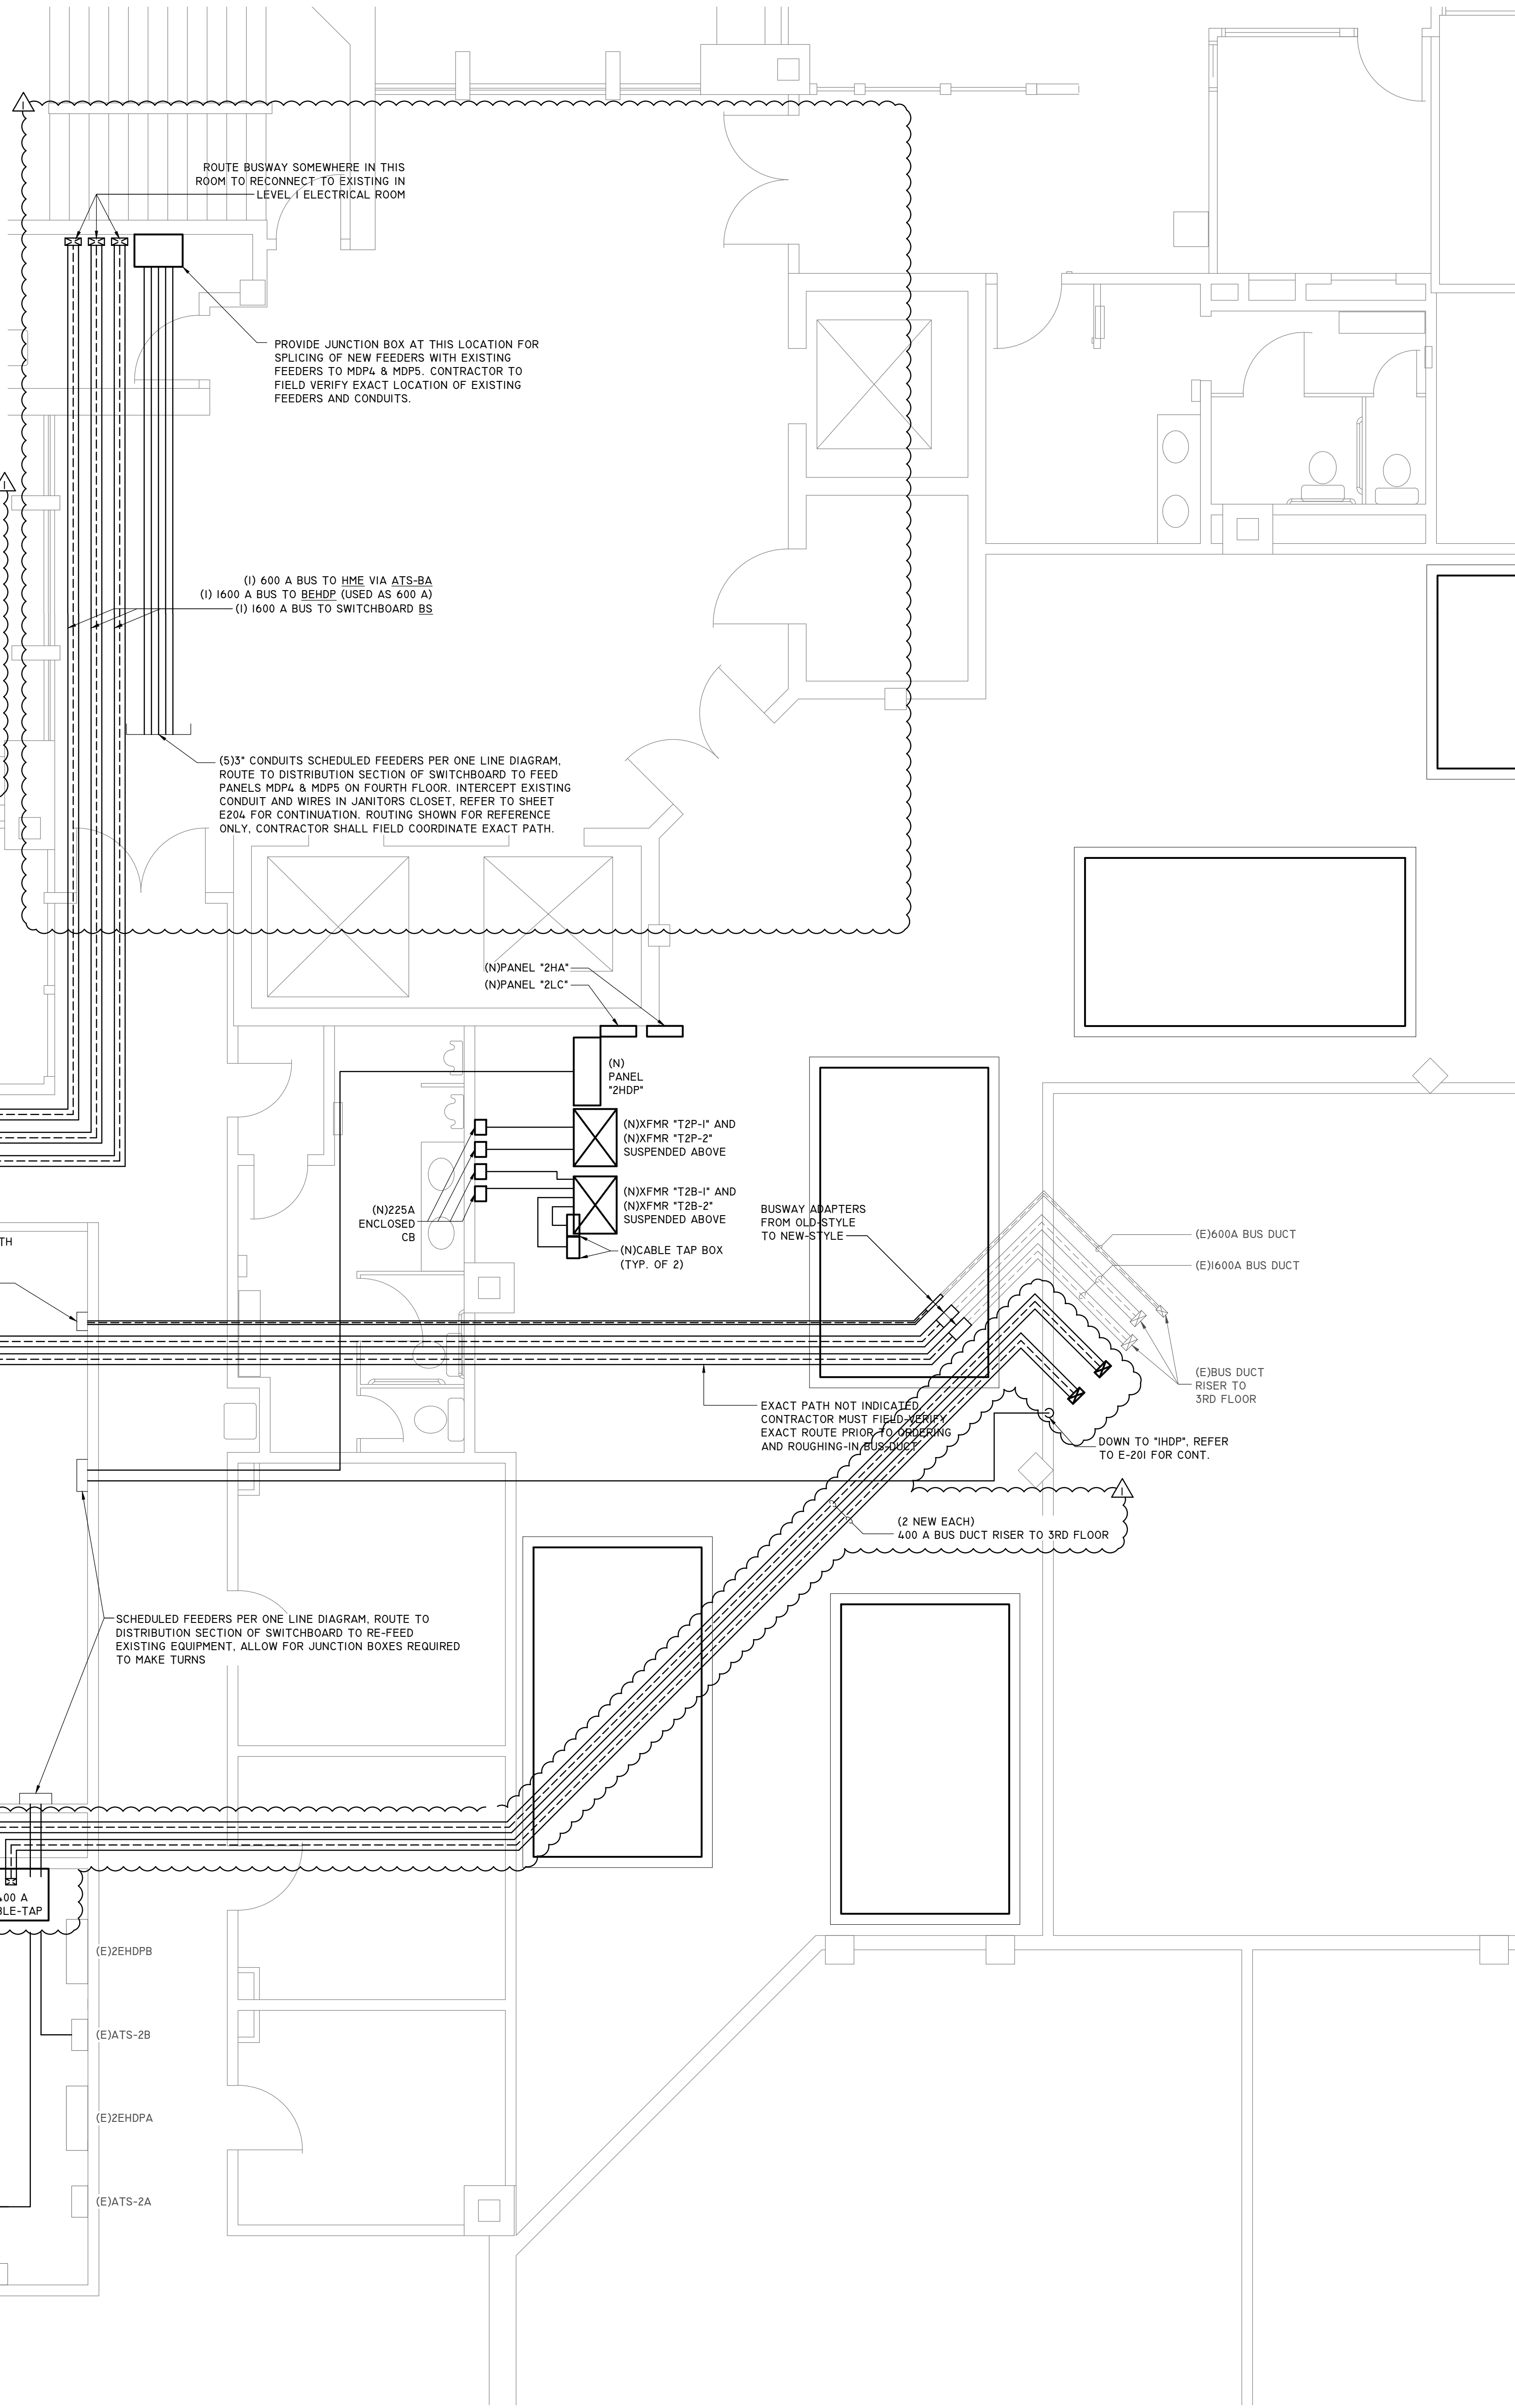 ROUTE BUSWAY SOMEWHERE IN THIS
ROOM TO RECONNECT TO EXISTING IN
LEVEL 1 ELECTRICAL ROOM
PROVIDE JUNCTION BOX AT THIS LOCATION FOR
SPLICING OF NEW FEEDERS WITH EXISTING
FEEDERS TO MDP4 & MDP5. CONTRACTOR TO
FIELD VERIFY EXACT LOCATION OF EXISTING
FEEDERS AND CONDUITS.
(1) 600 A BUS TO HME VIA ATS-BA
(1) 1600 A BUS TO BEHDP (USED AS 600 A)
(1) 1600 A BUS TO SWITCHBOARD BS
(5)3" CONDUITS SCHEDULED FEEDERS PER ONE LINE DIAGRAM,
ROUTE TO DISTRIBUTION SECTION OF SWITCHBOARD TO FEED
PANELS MDP4 & MDP5 ON FOURTH FLOOR. INTERCEPT EXISTING
CONDUIT AND WIRES IN JANITORS CLOSET, REFER TO SHEET
E204 FOR CONTINUATION. ROUTING SHOWN FOR REFERENCE
ONLY, CONTRACTOR SHALL FIELD COORDINATE EXACT PATH.
(N)PANEL "2HA"
(N)PANEL "2LC"
(N)
PANEL
"2HDP"
(N)XFMR "T2P-1" AND
(N)XFMR "T2P-2"
SUSPENDED ABOVE
(N)XFMR "T2B-1" AND
(N)XFMR "T2B-2"
SUSPENDED ABOVE
(N)225A
ENCLOSED
CB
(N)CABLE TAP BOX
(TYP. OF 2)
BUSWAY ADAPTERS
FROM OLD-STYLE
TO NEW-STYLE
(E)600A BUS DUCT
(E)1600A BUS DUCT
TH
(E)BUS DUCT
RISER TO
3RD FLOOR
EXACT PATH NOT INDICATED
CONTRACTOR MUST FIELD-VERIFY
EXACT ROUTE PRIOR TO ORDERING
AND ROUGHING-IN BUS-DUCT
DOWN TO "1HDP", REFER
TO E-201 FOR CONT.
(2 NEW EACH)
400 A BUS DUCT RISER TO 3RD FLOOR
SCHEDULED FEEDERS PER ONE LINE DIAGRAM, ROUTE TO
DISTRIBUTION SECTION OF SWITCHBOARD TO RE-FEED
EXISTING EQUIPMENT, ALLOW FOR JUNCTION BOXES REQUIRED
TO MAKE TURNS
400 A
BLE-TAP
(E)2EHDPB
(E)ATS-2B
(E)2EHDPA
(E)ATS-2A
1
1
1